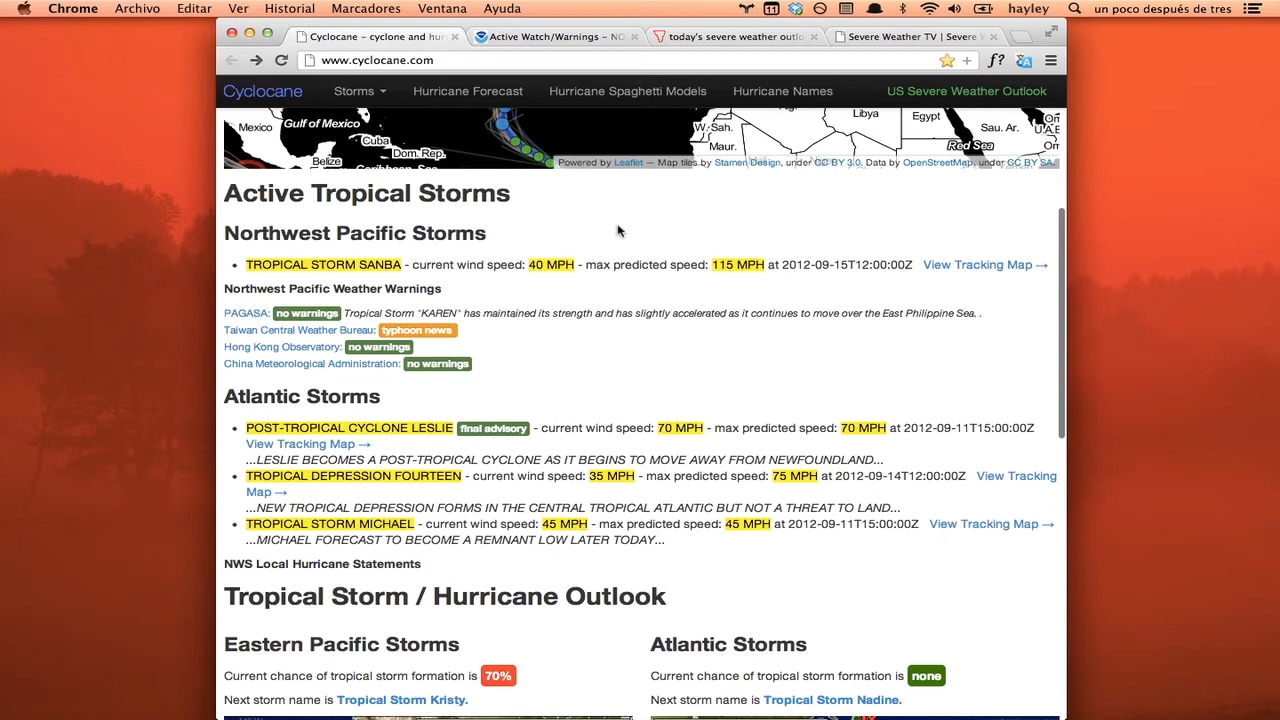 Chrome Archivo Editar Ver Historial Marcadores Ventana Ayuda 11 hayley un poco después de tres
Cyclocane – cyclone and hur Active Watch/Warnings – NO today's severe weather outlo Severe Weather TV | Severe W
www.cyclocane.com f?
Cyclocane Storms Hurricane Forecast Hurricane Spaghetti Models Hurricane Names US Severe Weather Outlook
Mexico Gulf of Mexico Cuba Dom. Rep. Belize W. Sah. Maur. Libya Egypt Sau. Ar. Red Sea
Powered by Leaflet — Map tiles by Stamen Design, under CC BY 3.0. Data by OpenStreetMap, under CC BY SA.
Active Tropical Storms
Northwest Pacific Storms
• TROPICAL STORM SANBA - current wind speed: 40 MPH - max predicted speed: 115 MPH at 2012-09-15T12:00:00Z View Tracking Map →
Northwest Pacific Weather Warnings
PAGASA: no warnings Tropical Storm "KAREN" has maintained its strength and has slightly accelerated as it continues to move over the East Philippine Sea. .
Taiwan Central Weather Bureau: typhoon news
Hong Kong Observatory: no warnings
China Meteorological Administration: no warnings
Atlantic Storms
• POST-TROPICAL CYCLONE LESLIE final advisory - current wind speed: 70 MPH - max predicted speed: 70 MPH at 2012-09-11T15:00:00Z
View Tracking Map →
...LESLIE BECOMES A POST-TROPICAL CYCLONE AS IT BEGINS TO MOVE AWAY FROM NEWFOUNDLAND...
• TROPICAL DEPRESSION FOURTEEN - current wind speed: 35 MPH - max predicted speed: 75 MPH at 2012-09-14T12:00:00Z View Tracking
Map →
...NEW TROPICAL DEPRESSION FORMS IN THE CENTRAL TROPICAL ATLANTIC BUT NOT A THREAT TO LAND...
• TROPICAL STORM MICHAEL - current wind speed: 45 MPH - max predicted speed: 45 MPH at 2012-09-11T15:00:00Z View Tracking Map →
...MICHAEL FORECAST TO BECOME A REMNANT LOW LATER TODAY...
NWS Local Hurricane Statements
Tropical Storm / Hurricane Outlook
Eastern Pacific Storms
Current chance of tropical storm formation is 70%
Next storm name is Tropical Storm Kristy.
Atlantic Storms
Current chance of tropical storm formation is none
Next storm name is Tropical Storm Nadine.